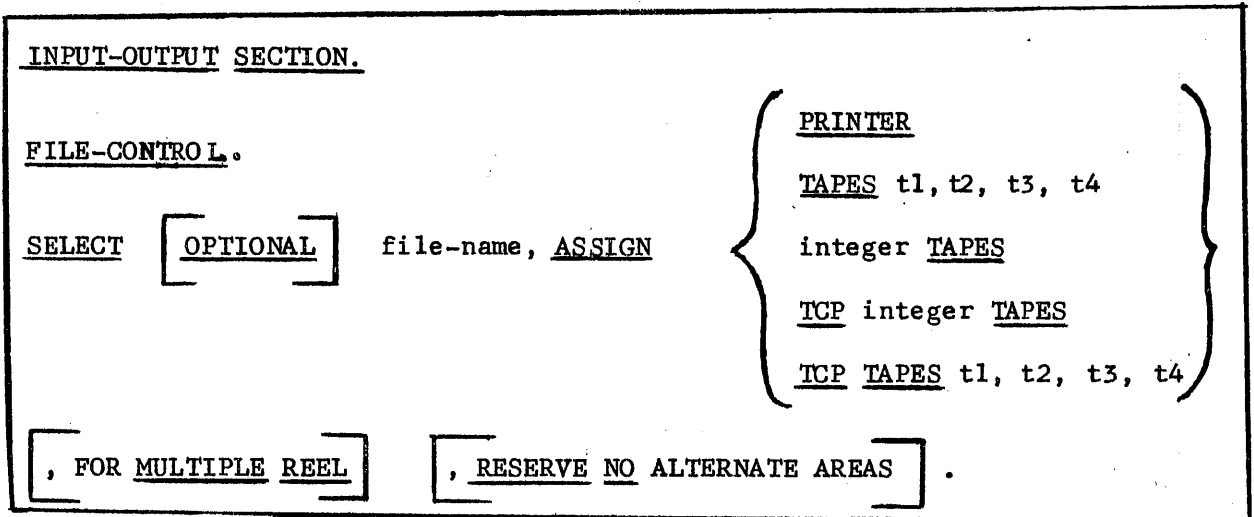 INPUT-OUTPUT SECTION.
FILE-CONTROL.
SELECT [OPTIONAL] file-name, ASSIGN
PRINTER
TAPES t1, t2, t3, t4
integer TAPES
TCP integer TAPES
TCP TAPES t1, t2, t3, t4
[, FOR MULTIPLE REEL] [, RESERVE NO ALTERNATE AREAS] .